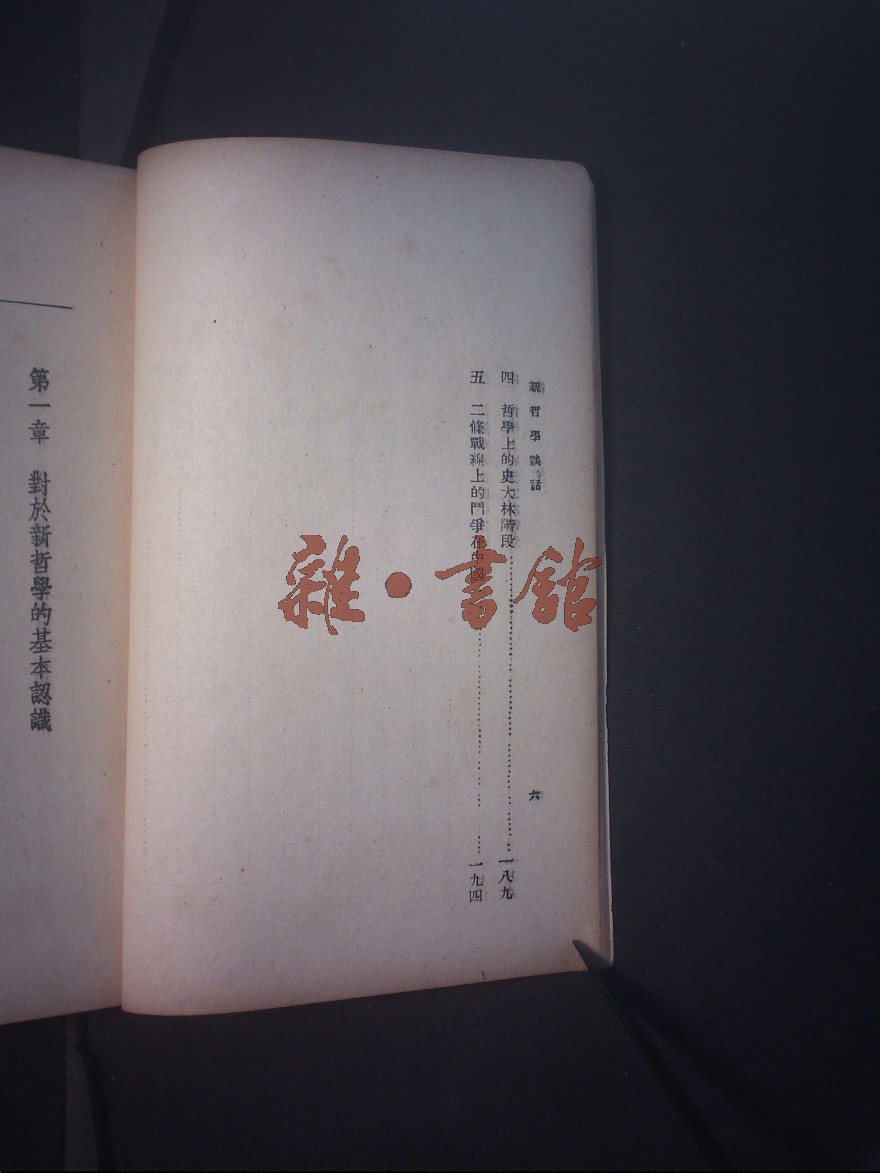 新哲學談話
六
四　哲學上的史大林階段……………………一八九
五　二條戰線上的鬥爭在中國……………………一九四
第一章　對於新哲學的基本認識
雜·書舘